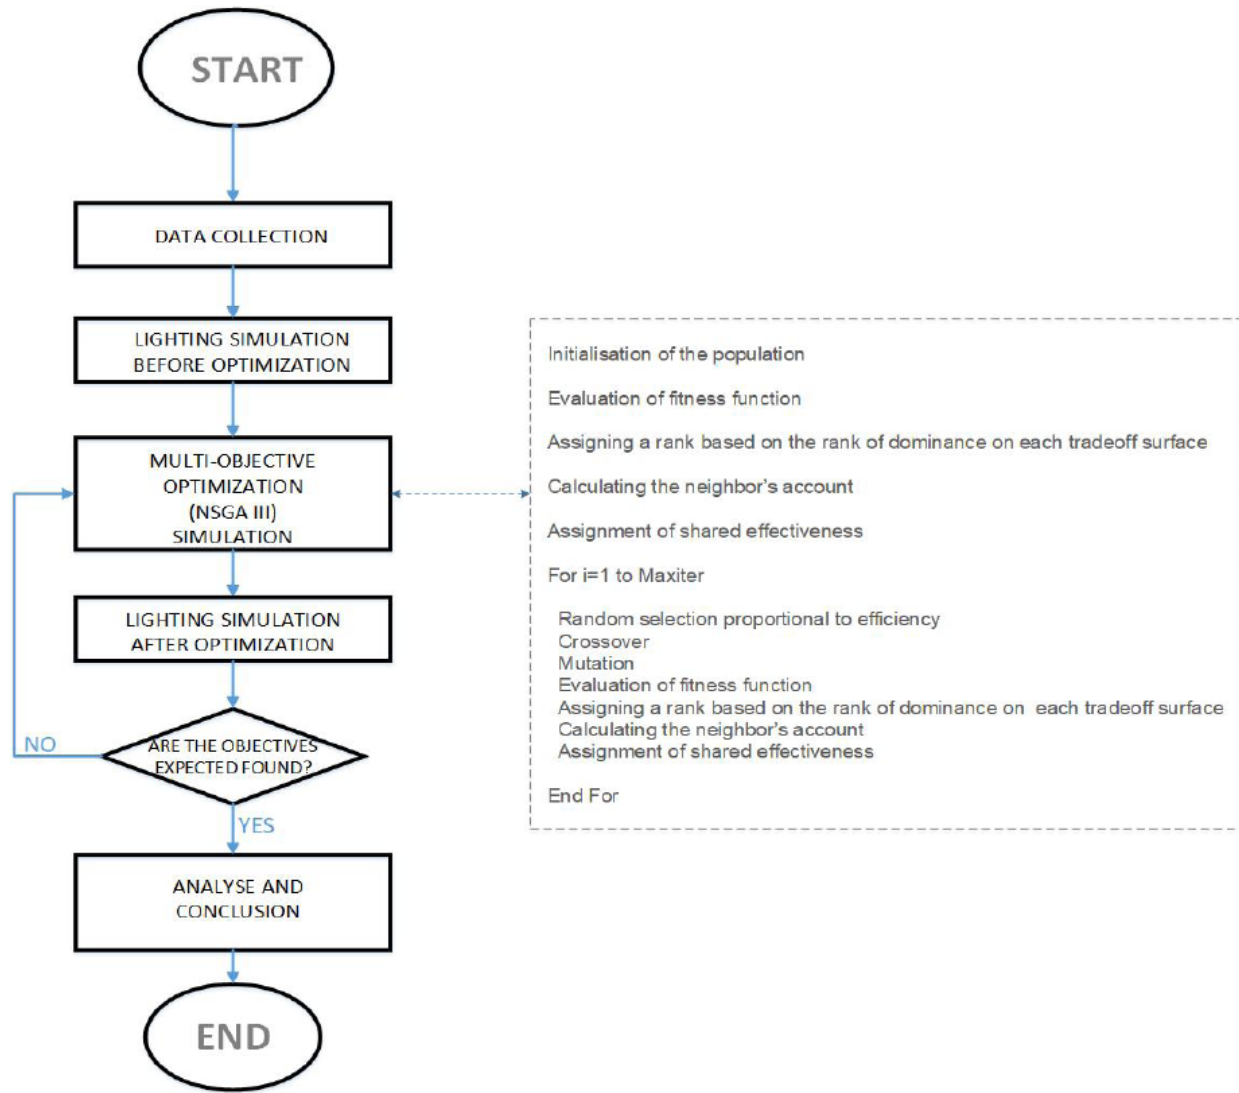 START
DATA COLLECTION
LIGHTING SIMULATION
BEFORE OPTIMIZATION
MULTI-OBJECTIVE
OPTIMIZATION
(NSGA III)
SIMULATION
LIGHTING SIMULATION
AFTER OPTIMIZATION
ARE THE OBJECTIVES
EXPECTED FOUND?
NO
YES
ANALYSE AND
CONCLUSION
END
Initialisation of the population
Evaluation of fitness function
Assigning a rank based on the rank of dominance on each tradeoff surface
Calculating the neighbor's account
Assignment of shared effectiveness
For i=1 to Maxiter
Random selection proportional to efficiency
Crossover
Mutation
Evaluation of fitness function
Assigning a rank based on the rank of dominance on each tradeoff surface
Calculating the neighbor's account
Assignment of shared effectiveness
End For